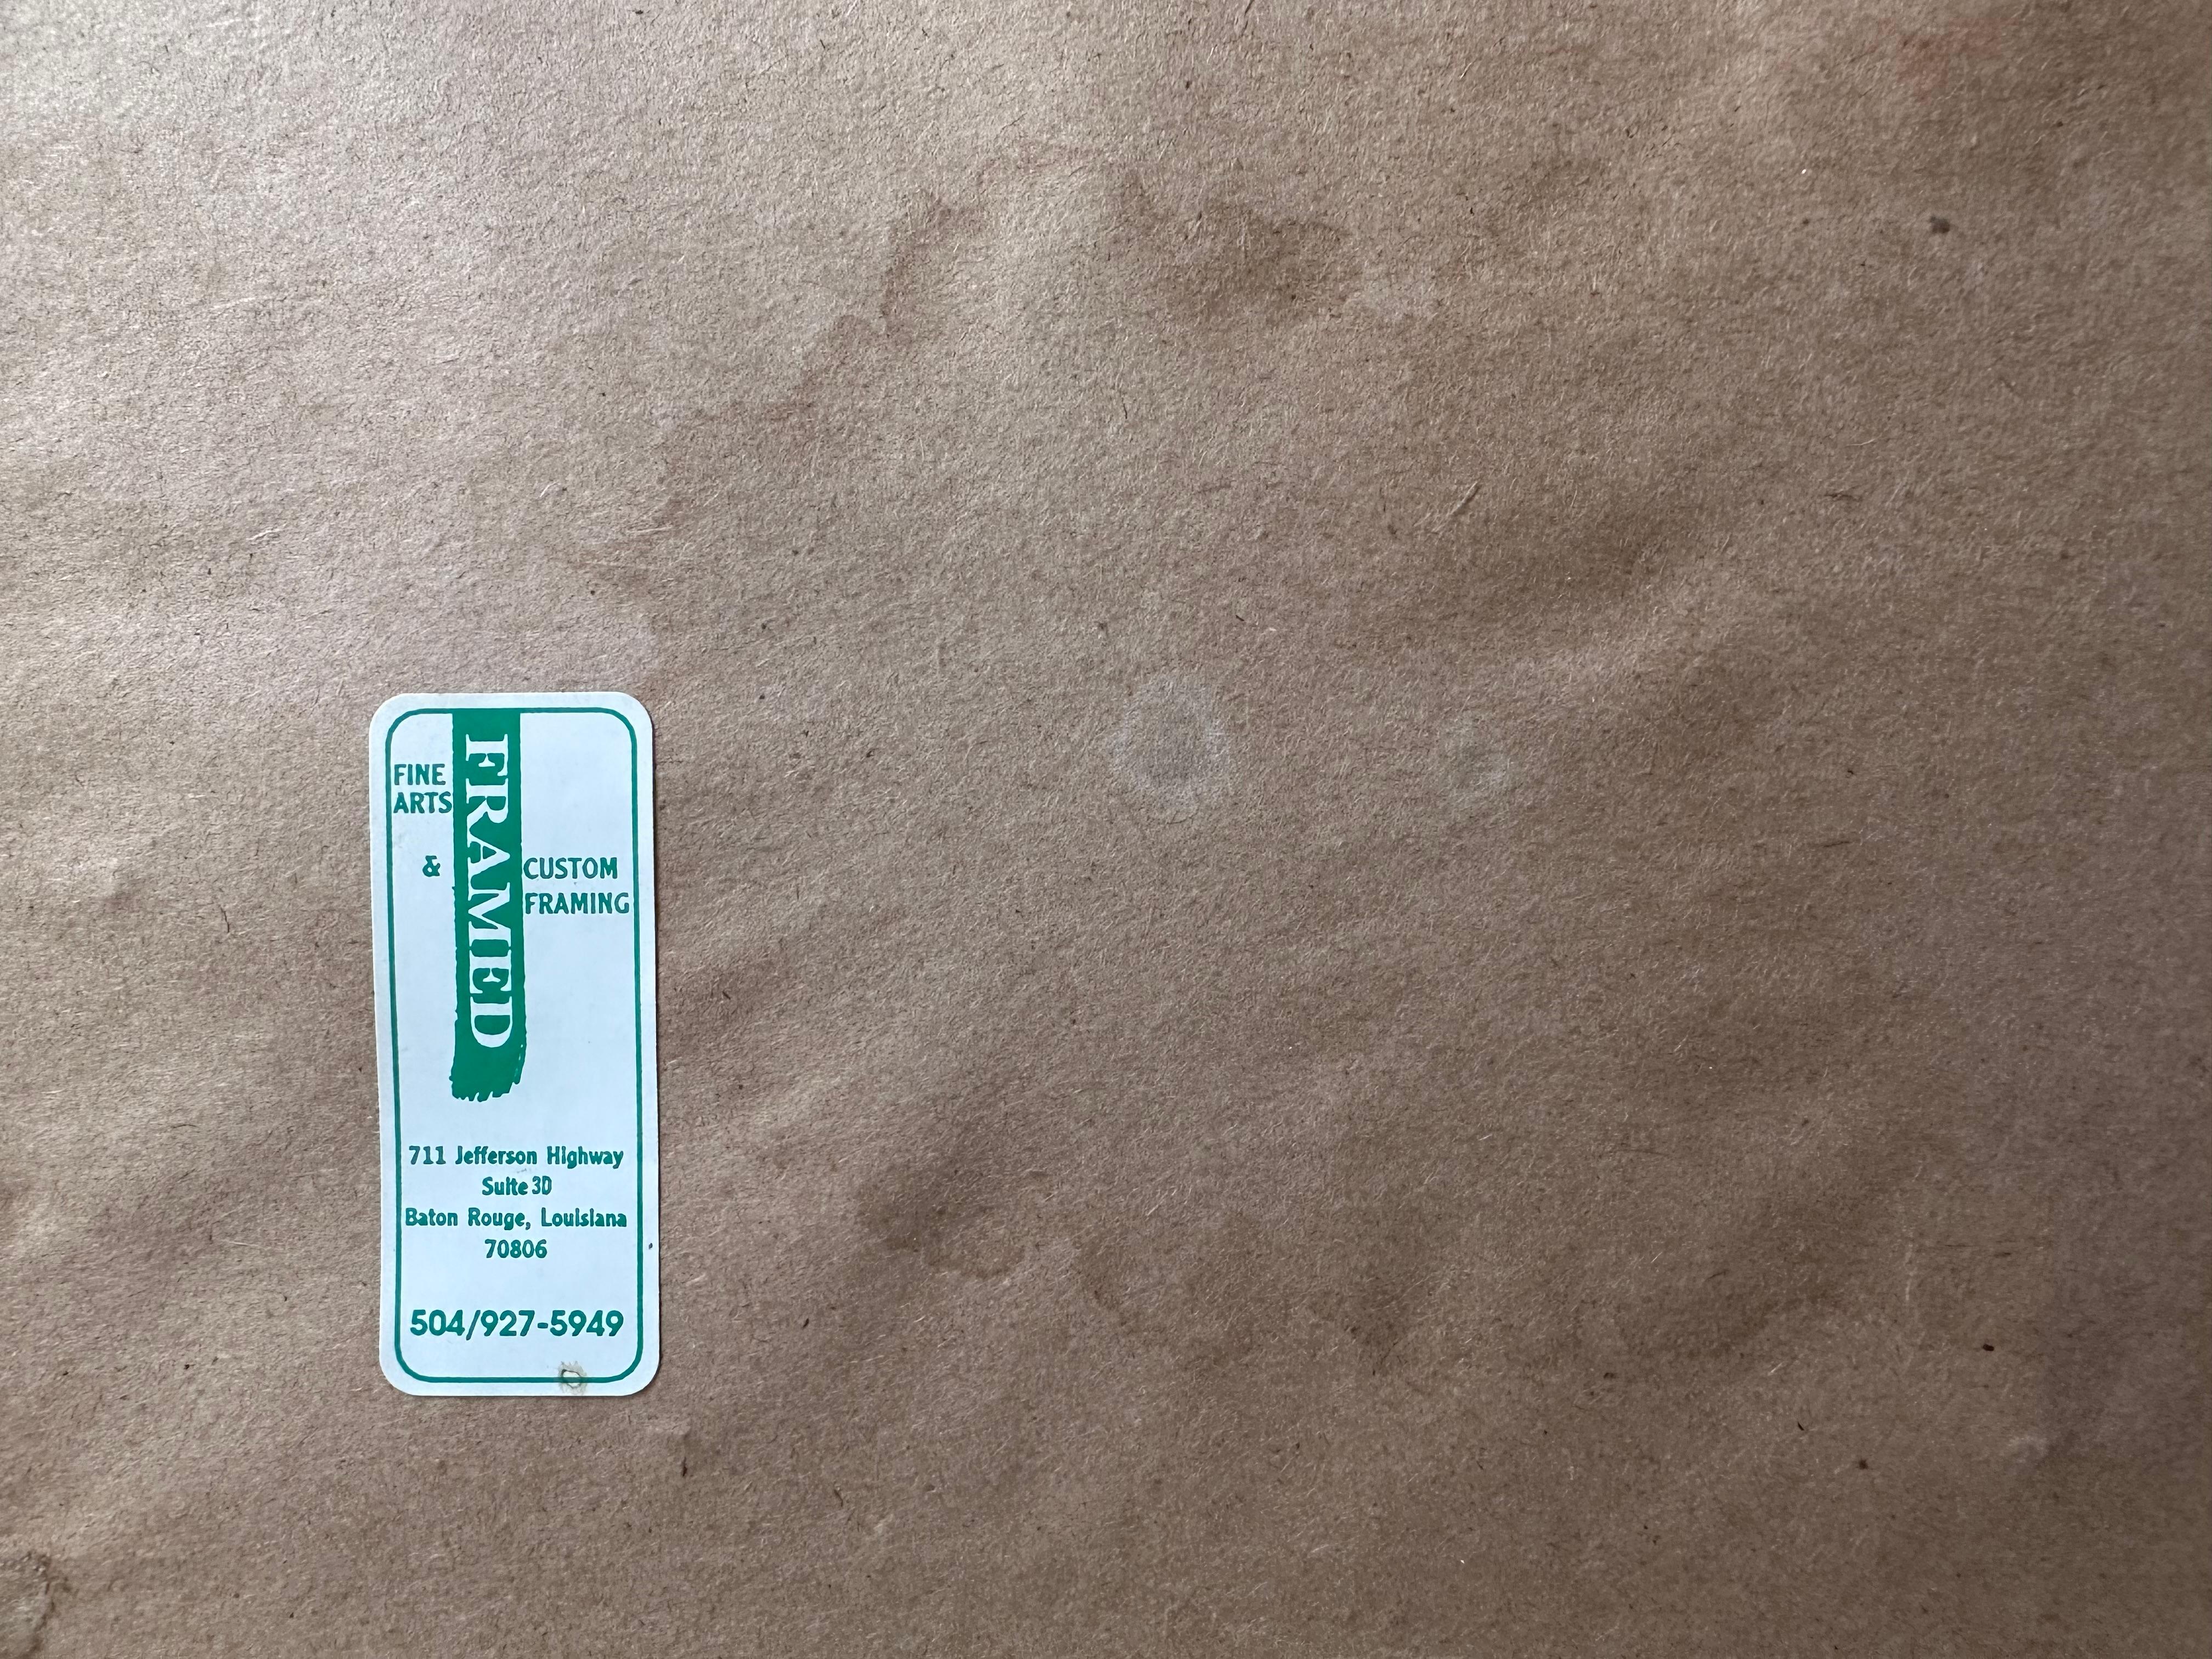 FRAMED
FINE
ARTS
&
CUSTOM
FRAMING
711 Jefferson Highway
Suite 3D
Baton Rouge, Louisiana
70806
504/927-5949